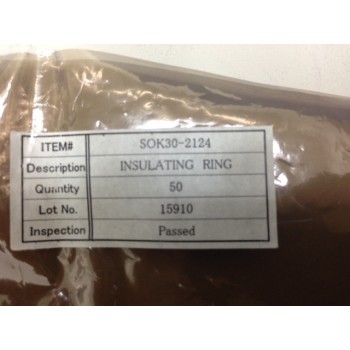 ITEM# SOK30-2124
Description INSULATING RING
Quantity 50
Lot No. 15910
Inspection Passed